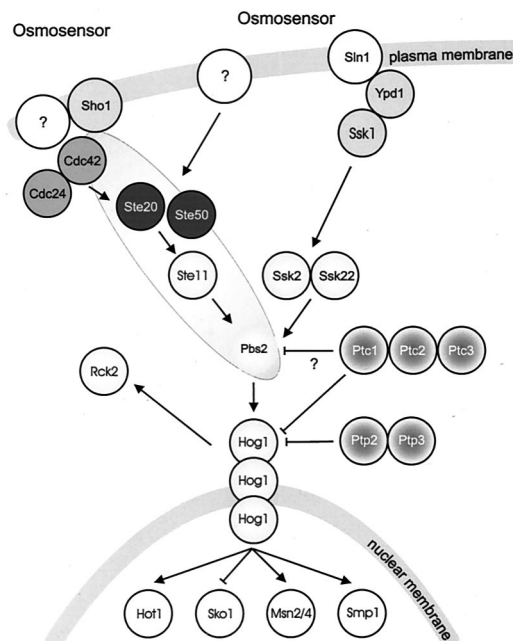 Osmosensor
Osmosensor
Sln1
plasma membrane
?
Ypd1
Sho1
?
Ssk1
Cdc42
Cdc24
Ste20
Ste50
Ste11
Ssk2
Ssk22
Pbs2
?
Ptc1
Ptc2
Ptc3
Rck2
Hog1
Ptp2
Ptp3
Hog1
Hog1
nuclear membrane
Hot1
Sko1
Msn2/4
Smp1